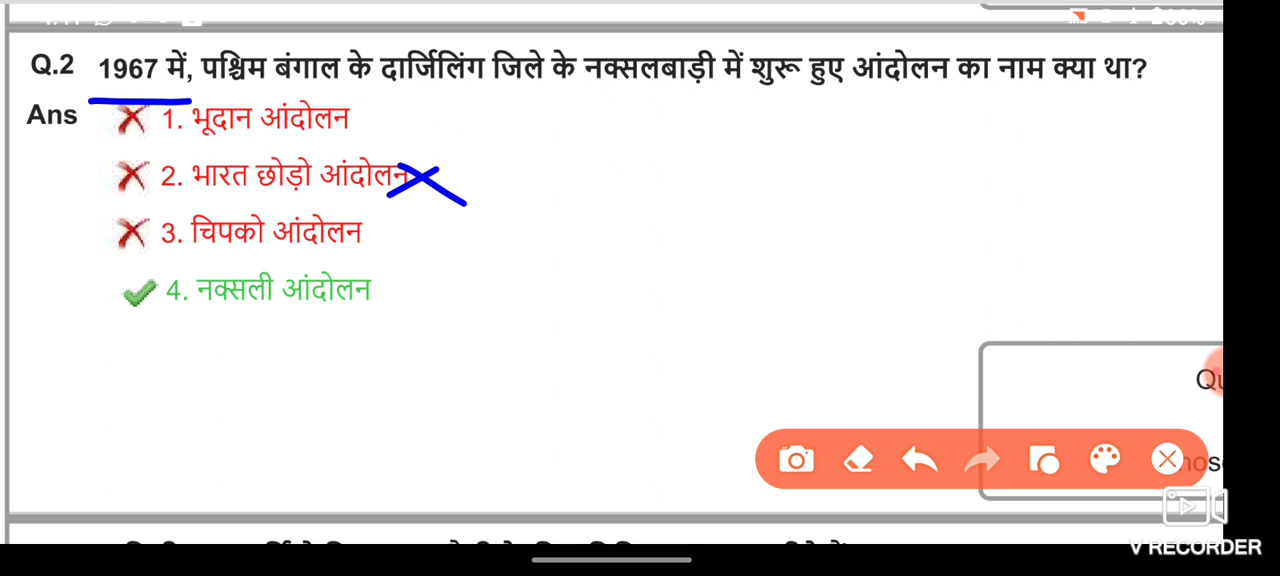 Q.2 1967 में, पश्चिम बंगाल के दार्जिलिंग जिले के नक्सलबाड़ी में शुरू हुए आंदोलन का नाम क्या था?
Ans 1. भूदान आंदोलन
2. भारत छोड़ो आंदोलन
3. चिपको आंदोलन
4. नक्सली आंदोलन
V RECORDER